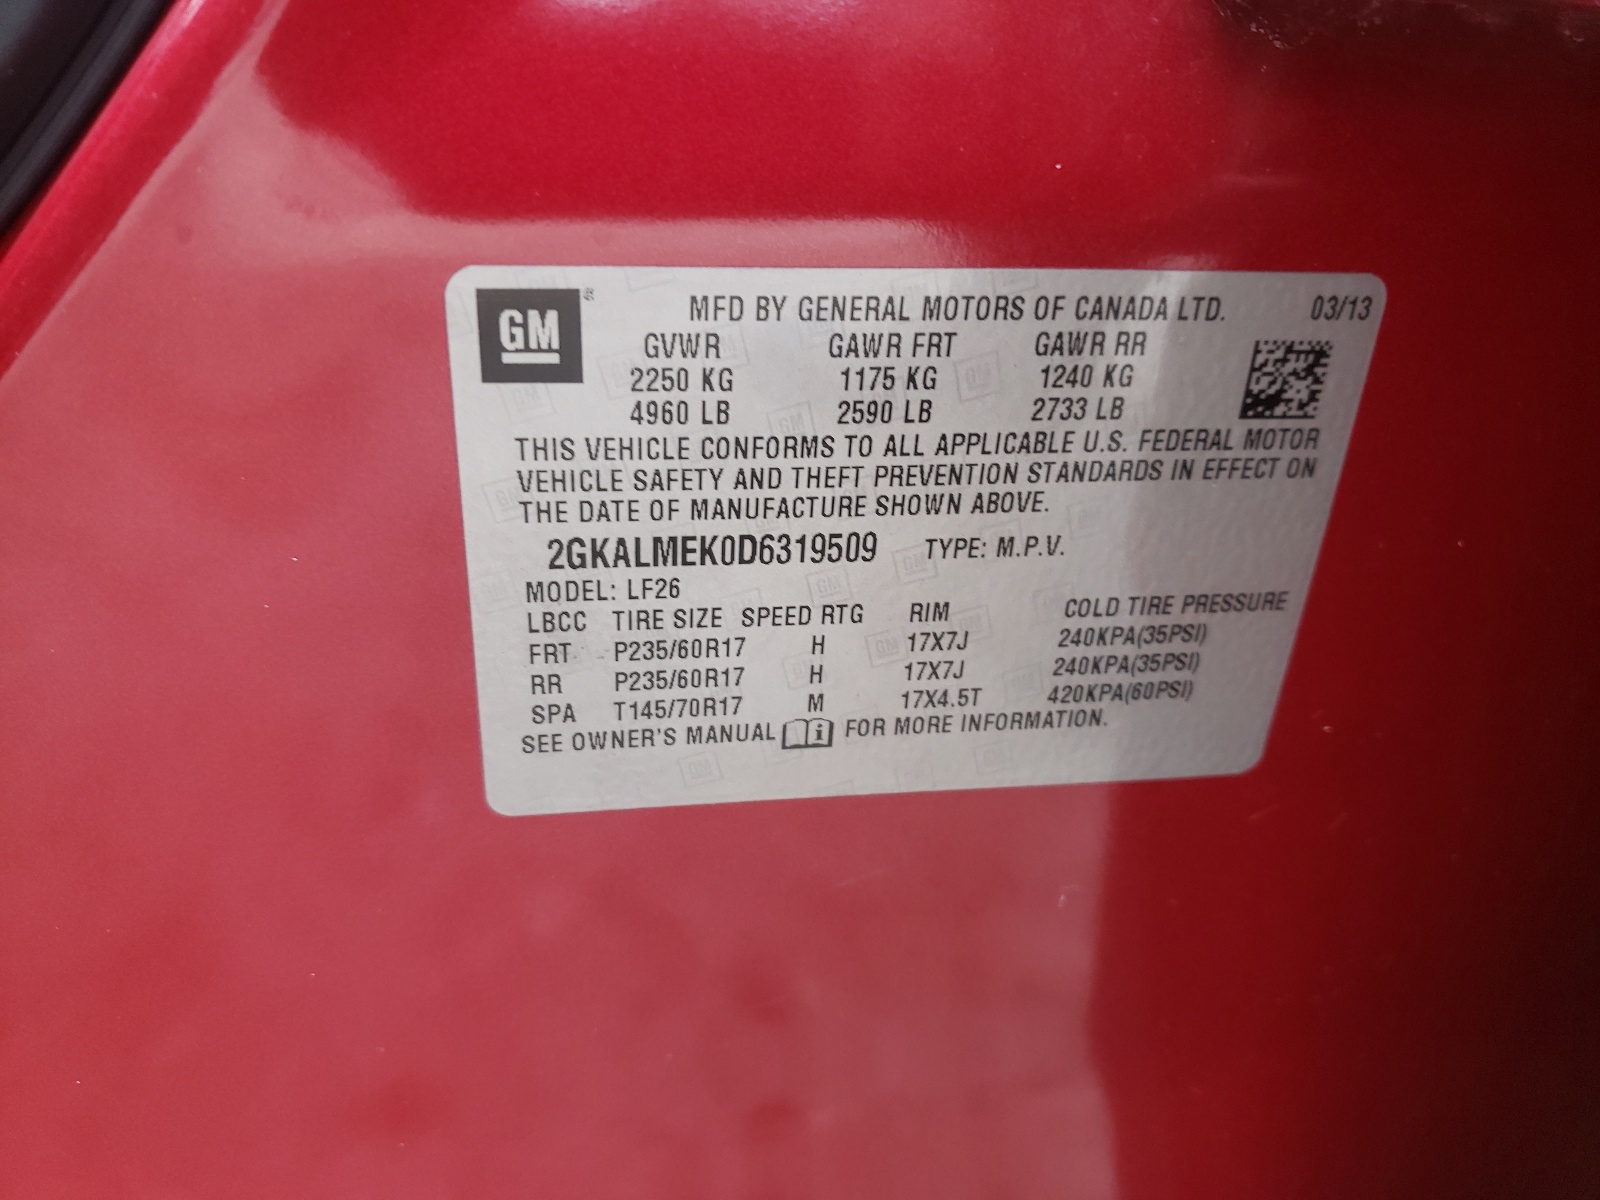 GM ®
MFD BY GENERAL MOTORS OF CANADA LTD. 03/13
GVWR GAWR FRT GAWR RR
2250 KG 1175 KG 1240 KG
4960 LB 2590 LB 2733 LB
THIS VEHICLE CONFORMS TO ALL APPLICABLE U.S. FEDERAL MOTOR
VEHICLE SAFETY AND THEFT PREVENTION STANDARDS IN EFFECT ON
THE DATE OF MANUFACTURE SHOWN ABOVE.
2GKALMEK0D6319509 TYPE: M.P.V.
MODEL: LF26
LBCC TIRE SIZE SPEED RTG RIM COLD TIRE PRESSURE
FRT P235/60R17 H 17X7J 240KPA(35PSI)
RR P235/60R17 H 17X7J 240KPA(35PSI)
SPA T145/70R17 M 17X4.5T 420KPA(60PSI)
SEE OWNER'S MANUAL i FOR MORE INFORMATION.